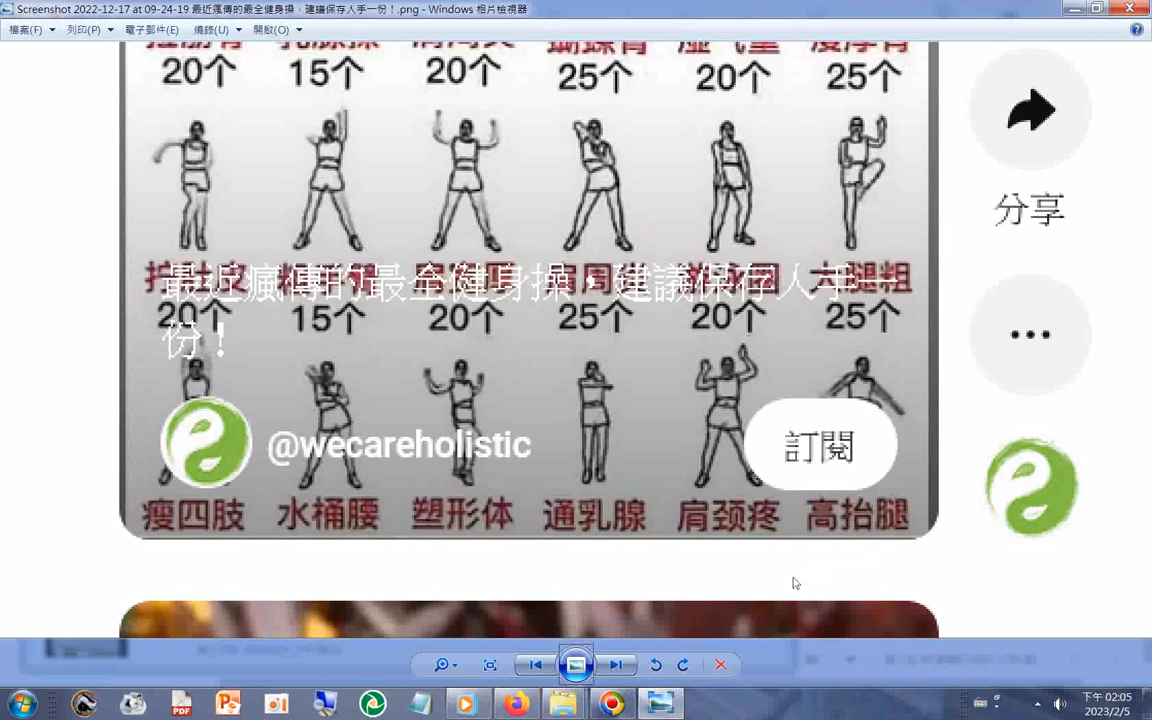 Screenshot 2022-12-17 at 09-24-19 最近瘋傳的最全健身操，建議保存人手一份！.png - Windows 相片檢視器
檔案(F) 列印(P) 電子郵件(E) 燒錄(U) 開啟(O)
20个 15个 20个 25个 20个 25个
分享
大腿粗
最近瘋傳的最全健身操，建議保存人手一
份！
20个 15个 20个 25个 20个 25个
@wecareholistic
訂閱
瘦四肢 水桶腰 塑形体 通乳腺 肩颈疼 高抬腿
PDF
下午 02:05
2023/2/5